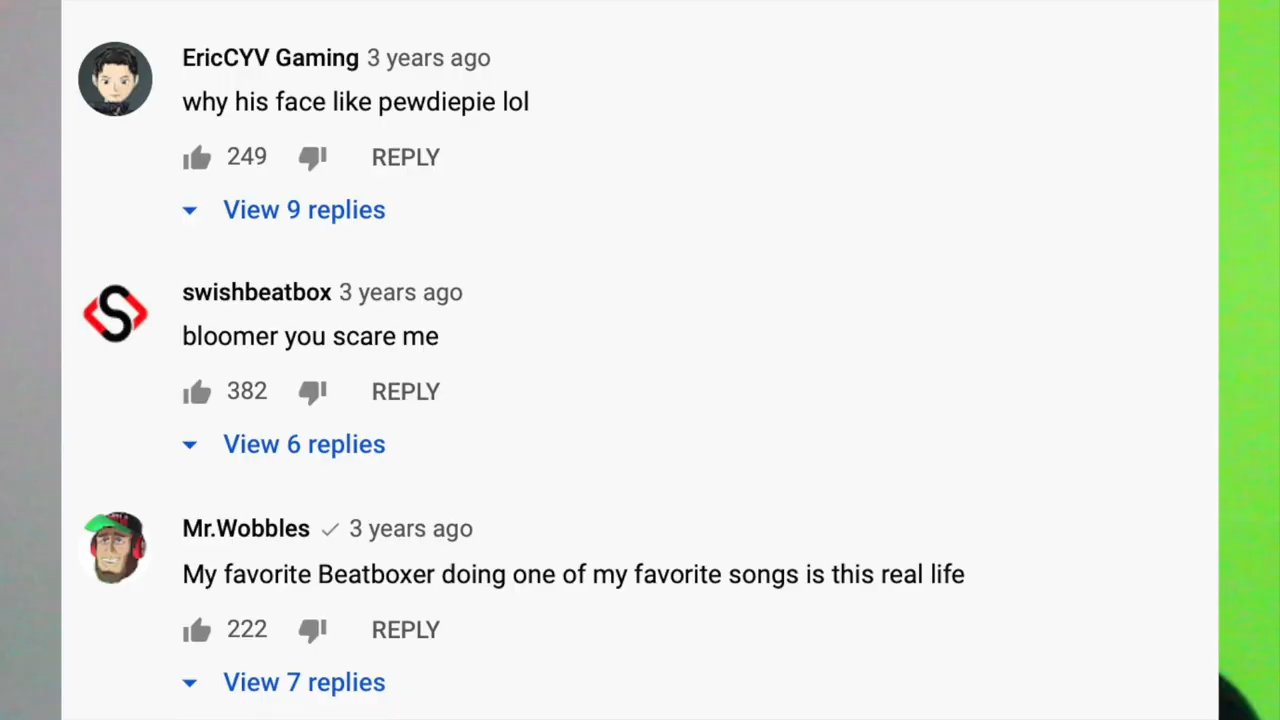 EricCYV Gaming 3 years ago
why his face like pewdiepie lol
249 REPLY
View 9 replies
swishbeatbox 3 years ago
bloomer you scare me
382 REPLY
View 6 replies
Mr.Wobbles 3 years ago
My favorite Beatboxer doing one of my favorite songs is this real life
222 REPLY
View 7 replies